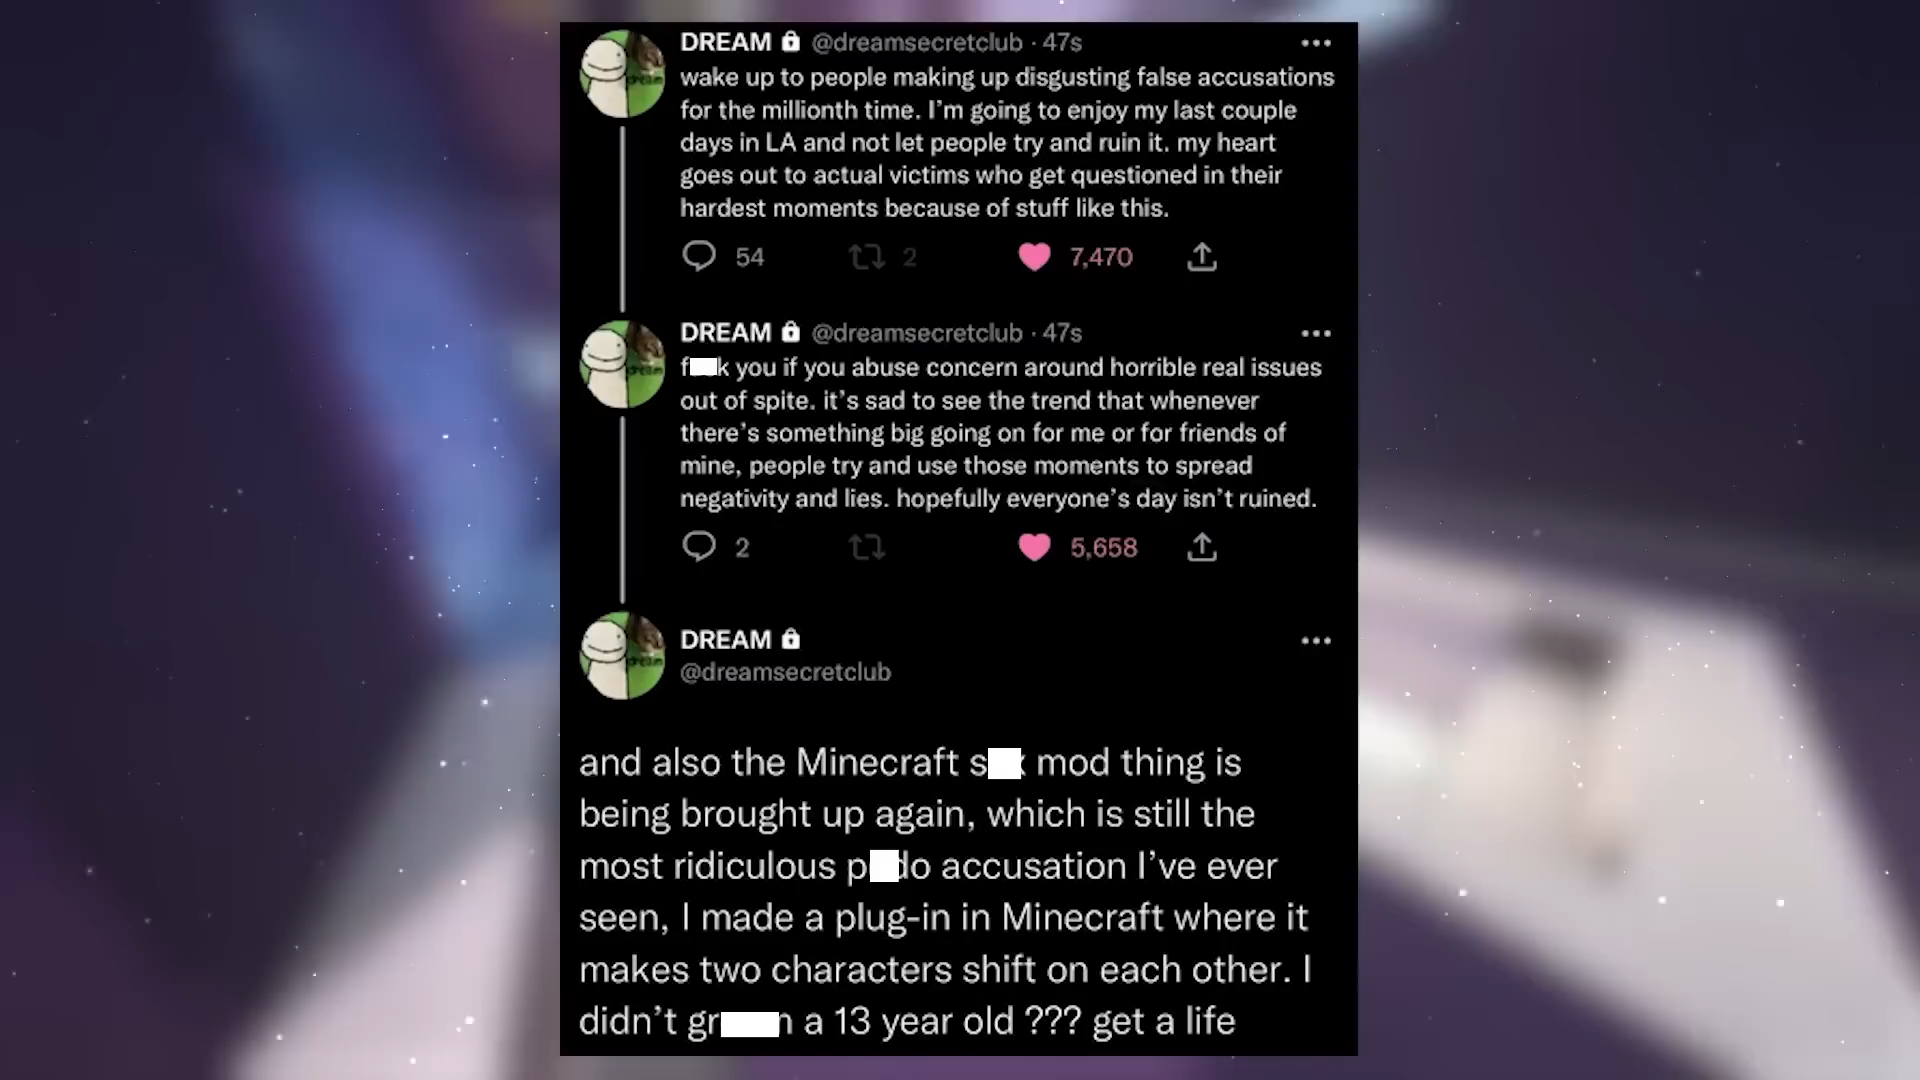 DREAM @dreamsecretclub · 47s
wake up to people making up disgusting false accusations
for the millionth time. I'm going to enjoy my last couple
days in LA and not let people try and ruin it. my heart
goes out to actual victims who get questioned in their
hardest moments because of stuff like this.
54 2 7,470
DREAM @dreamsecretclub · 47s
f k you if you abuse concern around horrible real issues
out of spite. it's sad to see the trend that whenever
there's something big going on for me or for friends of
mine, people try and use those moments to spread
negativity and lies. hopefully everyone's day isn't ruined.
2 5,658
DREAM
@dreamsecretclub
and also the Minecraft s mod thing is
being brought up again, which is still the
most ridiculous p do accusation I've ever
seen, I made a plug-in in Minecraft where it
makes two characters shift on each other. I
didn't gr a 13 year old ??? get a life